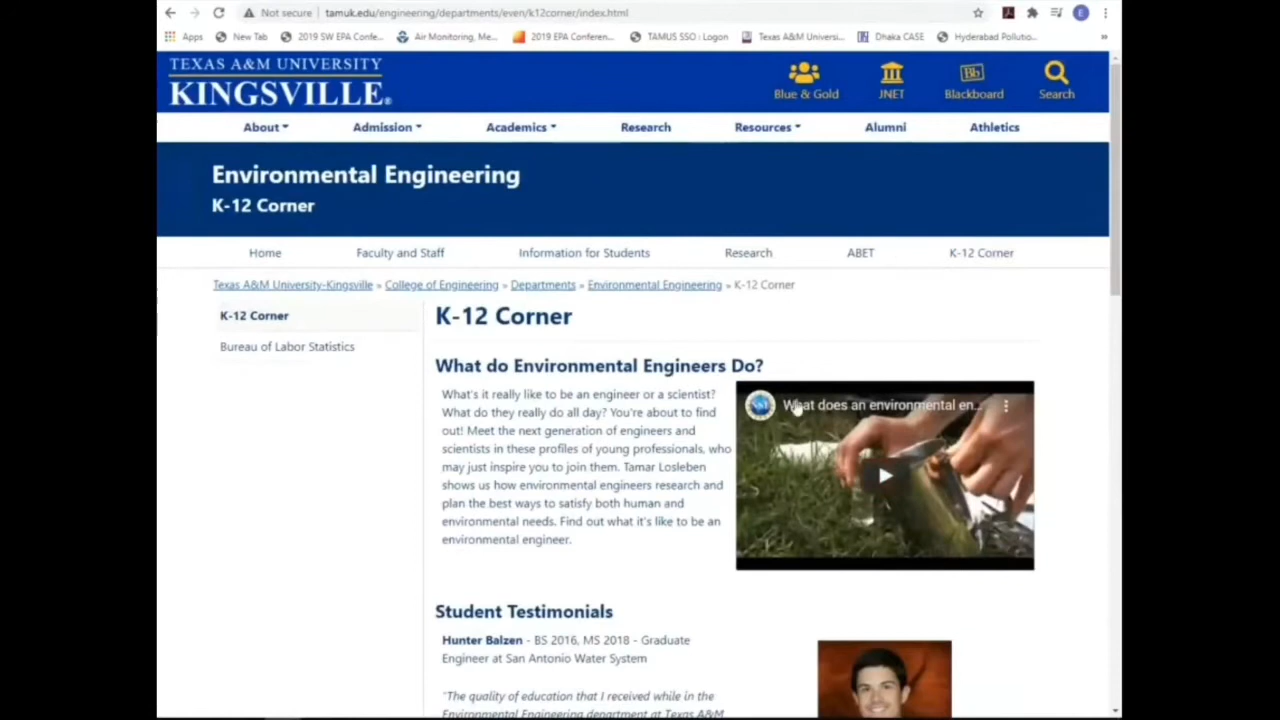 Not secure | tamuk.edu/engineering/departments/even/k12corner/index.html
Apps New Tab 2019 SW EPA Confe... Air Monitoring, Me... 2019 EPA Conferen... TAMUS SSO : Logon Texas A&M Universi... Dhaka CASE Hyderabad Pollutio... »
TEXAS A&M UNIVERSITY
KINGSVILLE®
Blue & Gold JNET Blackboard Search
About Admission Academics Research Resources Alumni Athletics
Environmental Engineering
K-12 Corner
Home Faculty and Staff Information for Students Research ABET K-12 Corner
Texas A&M University-Kingsville » College of Engineering » Departments » Environmental Engineering » K-12 Corner
K-12 Corner
Bureau of Labor Statistics
K-12 Corner
What do Environmental Engineers Do?
What's it really like to be an engineer or a scientist?
What do they really do all day? You're about to find
out! Meet the next generation of engineers and
scientists in these profiles of young professionals, who
may just inspire you to join them. Tamar Losleben
shows us how environmental engineers research and
plan the best ways to satisfy both human and
environmental needs. Find out what it's like to be an
environmental engineer.
What does an environmental en...
Student Testimonials
Hunter Balzen - BS 2016, MS 2018 - Graduate
Engineer at San Antonio Water System
"The quality of education that I received while in the
Environmental Engineering department at Texas A&M